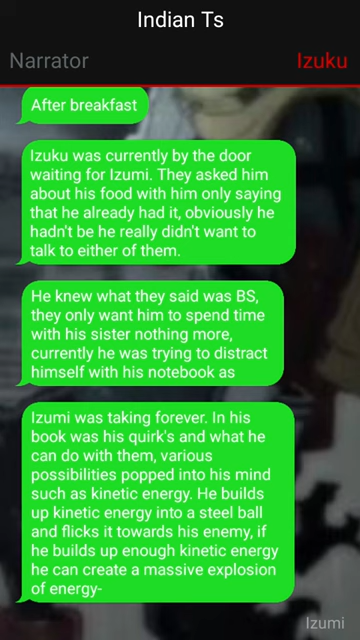 Indian Ts
Narrator
Izuku
After breakfast
Izuku was currently by the door
waiting for Izumi. They asked him
about his food with him only saying
that he already had it, obviously he
hadn't be he really didn't want to
talk to either of them.
He knew what they said was BS,
they only want him to spend time
with his sister nothing more,
currently he was trying to distract
himself with his notebook as
Izumi was taking forever. In his
book was his quirk's and what he
can do with them, various
possibilities popped into his mind
such as kinetic energy. He builds
up kinetic energy into a steel ball
and flicks it towards his enemy, if
he builds up enough kinetic energy
he can create a massive explosion
of energy-
Izumi